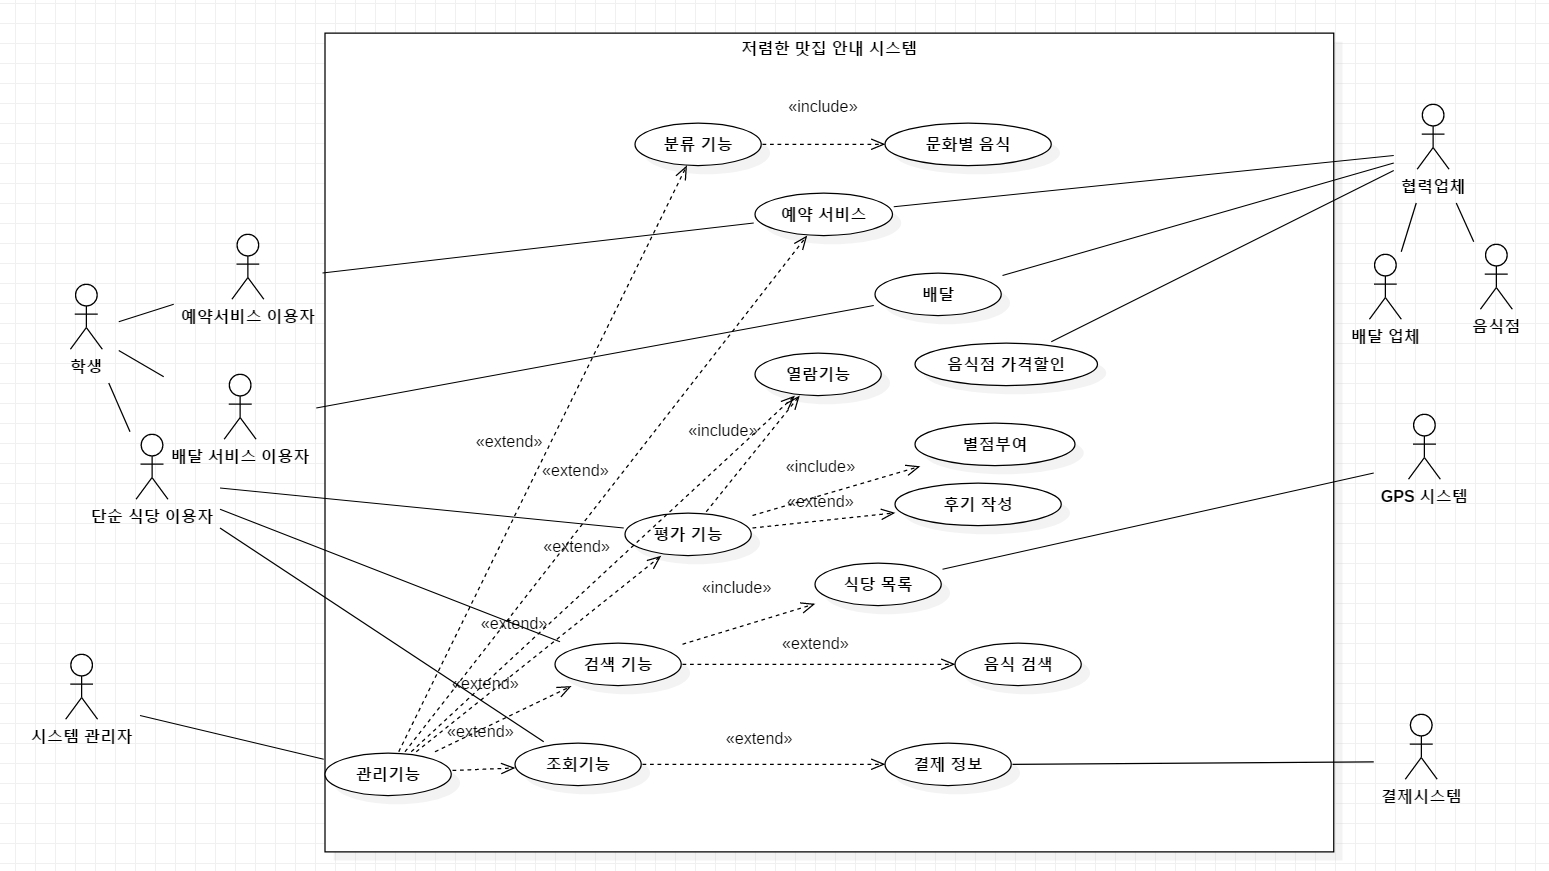 저렴한 맛집 안내 시스템
«include»
분류 기능
문화별 음식
협력업체
예약 서비스
예약서비스 이용자
배달
배달 업체
음식점
학생
열람기능
음식점 가격할인
«extend»
«include»
별점부여
배달 서비스 이용자
«extend»
«include»
«extend»
후기 작성
GPS 시스템
단순 식당 이용자
평가 기능
«extend»
«include»
식당 목록
«extend»
«extend»
검색 기능
음식 검색
«extend»
시스템 관리자
«extend»
«extend»
관리기능
조회기능
결제 정보
결제시스템